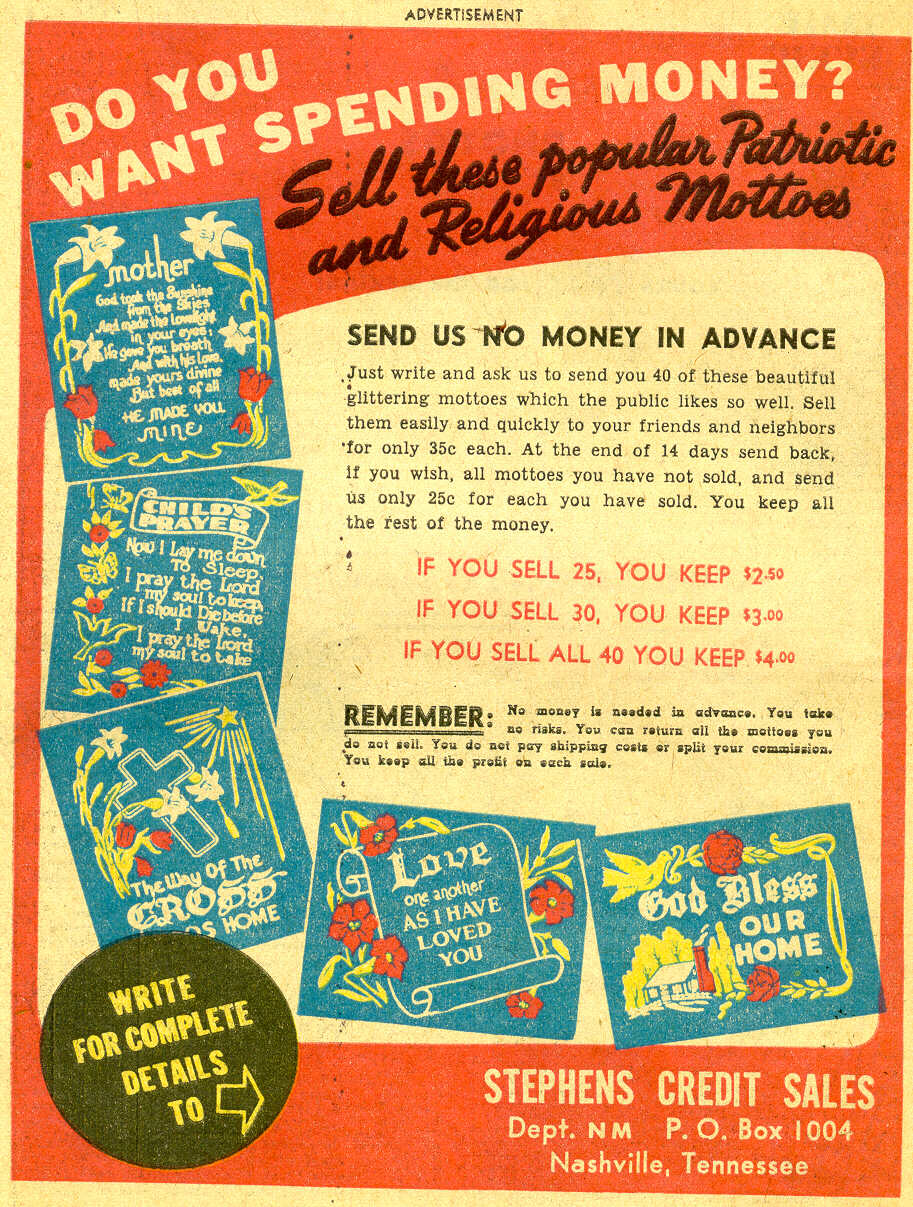 ADVERTISEMENT
DO YOU
WANT SPENDING MONEY?
Sell these popular Patriotic
and Religious Mottoes
mother
God took the Sunshine
from the Skies
And made the Lovelight
in your eyes;
He gave you breath
And with his Love,
made yours divine
But best of all
HE MADE YOU
MINE
CHILD'S
PRAYER
Now I Lay me down
To Sleep,
I pray the Lord
my soul to keep.
If I should Die before
I Wake,
I pray the Lord
my soul to take
The Way Of The
CROSS
DS HOME
SEND US NO MONEY IN ADVANCE
Just write and ask us to send you 40 of these beautiful
glittering mottoes which the public likes so well. Sell
them easily and quickly to your friends and neighbors
for only 35c each. At the end of 14 days send back,
if you wish, all mottoes you have not sold, and send
us only 25c for each you have sold. You keep all
the rest of the money.
IF YOU SELL 25, YOU KEEP $2.50
IF YOU SELL 30, YOU KEEP $3.00
IF YOU SELL ALL 40 YOU KEEP $4.00
REMEMBER: No money is needed in advance. You take
no risks. You can return all the mottoes you
do not sell. You do not pay shipping costs or split your commission.
You keep all the profit on each sale.
Love
one another
AS I HAVE
LOVED
YOU
God Bless
OUR
HOME
WRITE
FOR COMPLETE
DETAILS
TO
STEPHENS CREDIT SALES
Dept. NM P. O. Box 1004
Nashville, Tennessee